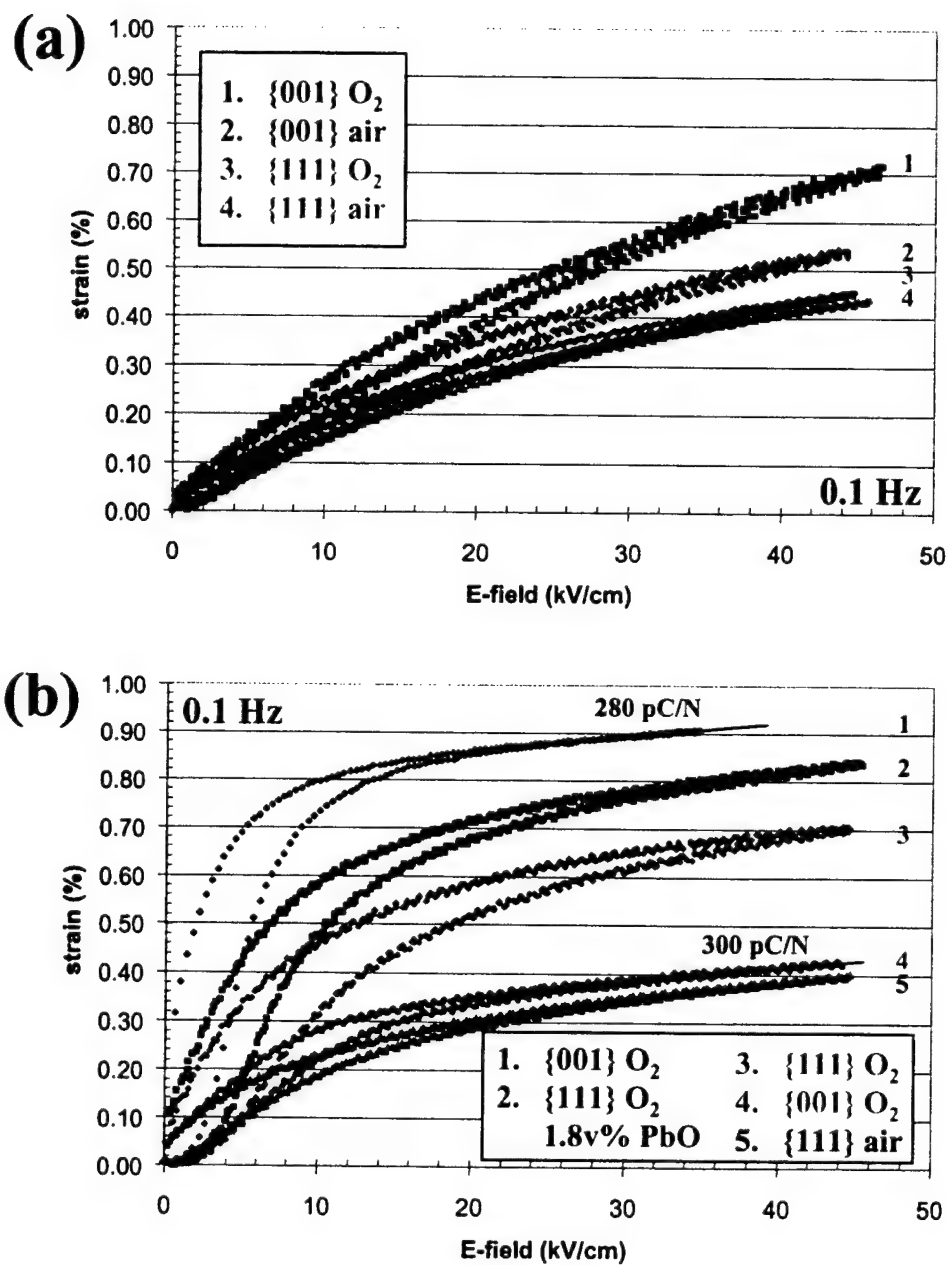 (a)
1.00
0.90
0.80
0.70
0.60
0.50
0.40
0.30
0.20
0.10
0.00
strain (%)
1. {001} O2
2. {001} air
3. {111} O2
4. {111} air
1
2
3
4
0.1 Hz
0 10 20 30 40 50
E-field (kV/cm)
(b)
1.00
0.90
0.80
0.70
0.60
0.50
0.40
0.30
0.20
0.10
0.00
strain (%)
0.1 Hz
280 pC/N
1
2
3
300 pC/N
4
5
1. {001} O2
2. {111} O2
1.8v% PbO
3. {111} O2
4. {001} O2
5. {111} air
0 10 20 30 40 50
E-field (kV/cm)